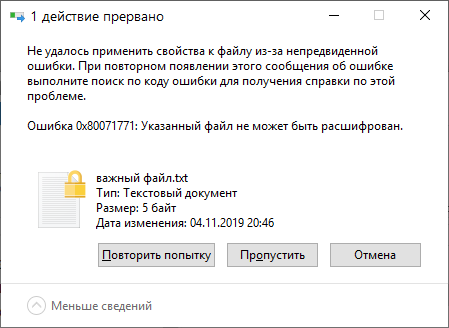 1 действие прервано
Не удалось применить свойства к файлу из-за непредвиденной
ошибки. При повторном появлении этого сообщения об ошибке
выполните поиск по коду ошибки для получения справки по этой
проблеме.
Ошибка 0x80071771: Указанный файл не может быть расшифрован.
важный файл.txt
Тип: Текстовый документ
Размер: 5 байт
Дата изменения: 04.11.2019 20:46
Повторить попытку
Пропустить
Отмена
Меньше сведений